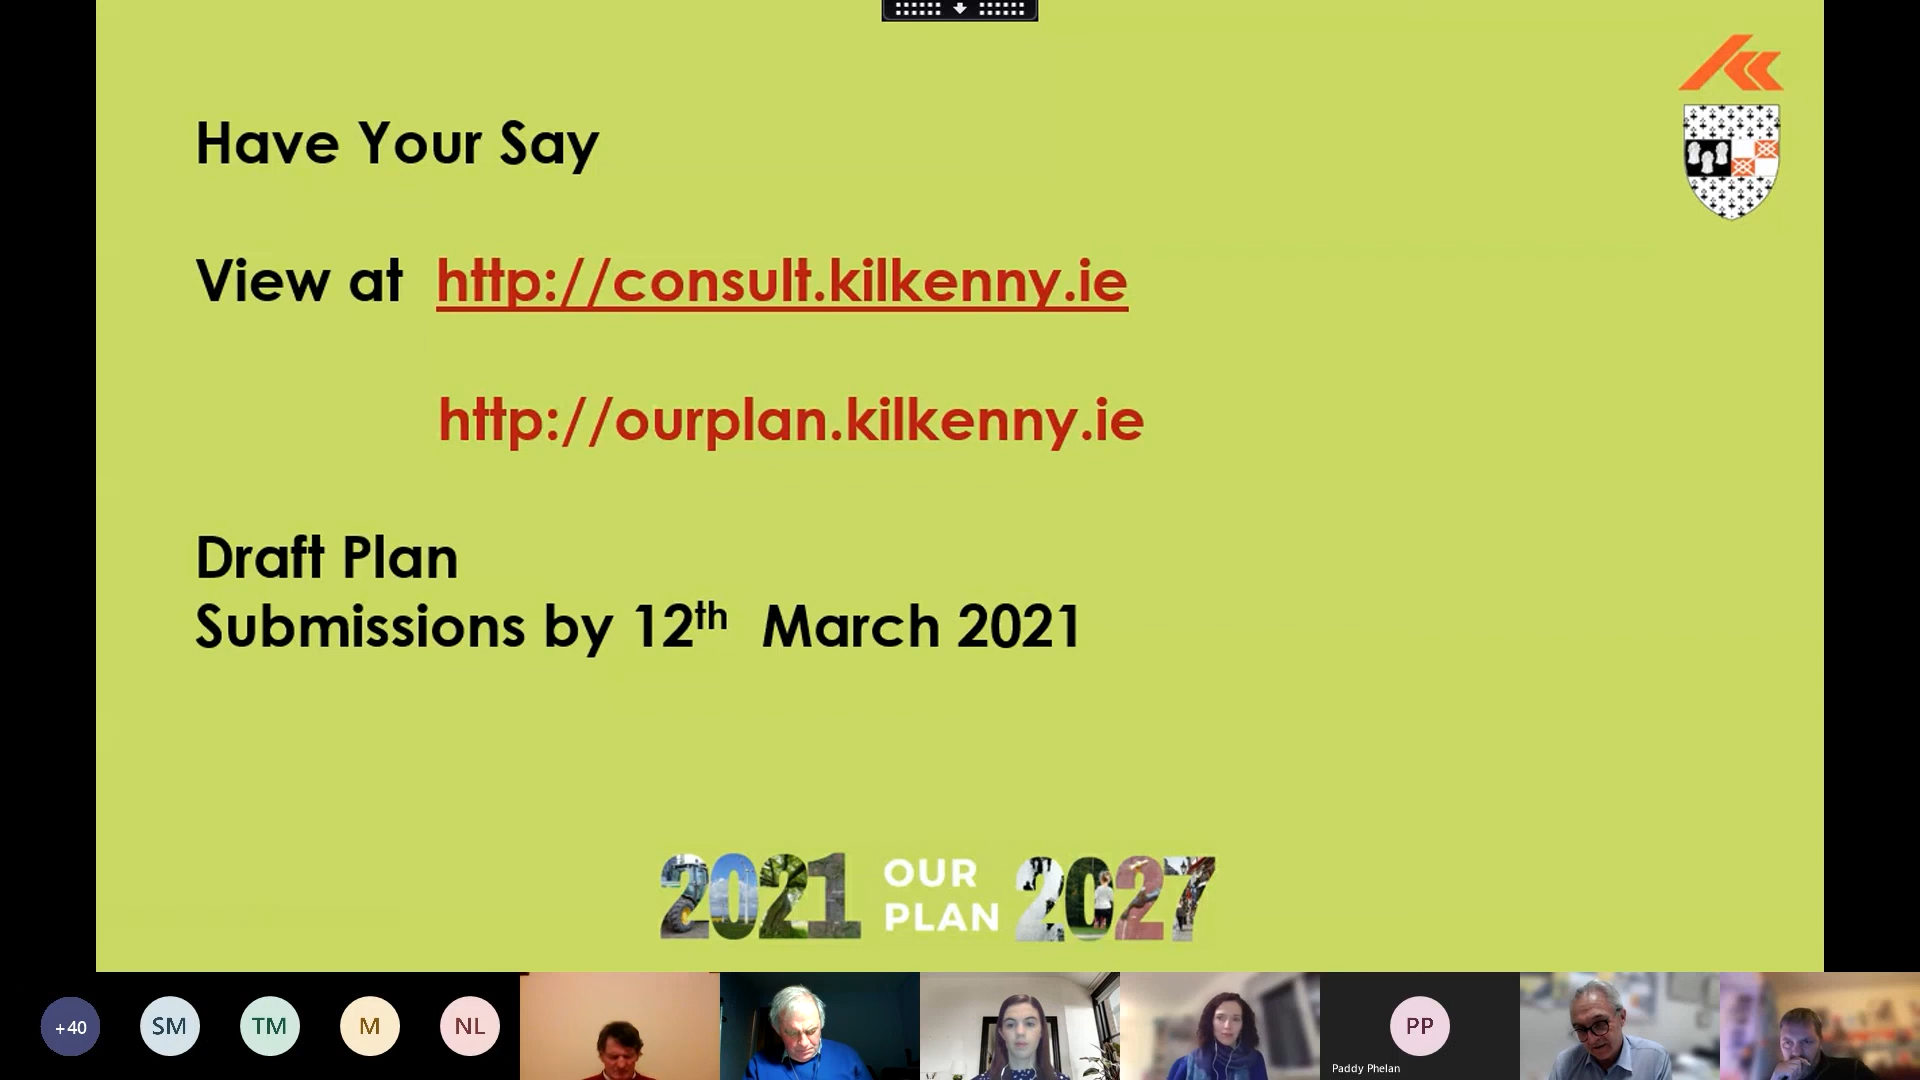 Have Your Say
View at http://consult.kilkenny.ie
http://ourplan.kilkenny.ie
Draft Plan
Submissions by 12th March 2021
2021 OUR PLAN 2027
+40
SM
TM
M
NL
PP
Paddy Phelan